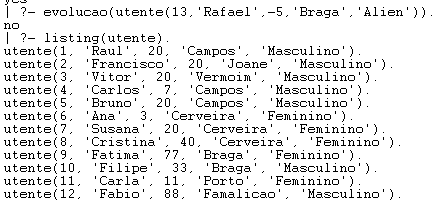 yes
| ?- evolucao(utente(13,'Rafael',-5,'Braga','Alien')).
no
| ?- listing(utente).
utente(1, 'Raul', 20, 'Campos', 'Masculino').
utente(2, 'Francisco', 20, 'Joane', 'Masculino').
utente(3, 'Vitor', 20, 'Vermoim', 'Masculino').
utente(4, 'Carlos', 7, 'Campos', 'Masculino').
utente(5, 'Bruno', 20, 'Campos', 'Masculino').
utente(6, 'Ana', 3, 'Cerveira', 'Feminino').
utente(7, 'Susana', 20, 'Cerveira', 'Feminino').
utente(8, 'Cristina', 40, 'Cerveira', 'Feminino').
utente(9, 'Fatima', 77, 'Braga', 'Feminino').
utente(10, 'Filipe', 33, 'Braga', 'Masculino').
utente(11, 'Carla', 11, 'Porto', 'Feminino').
utente(12, 'Fabio', 88, 'Famalicao', 'Masculino').